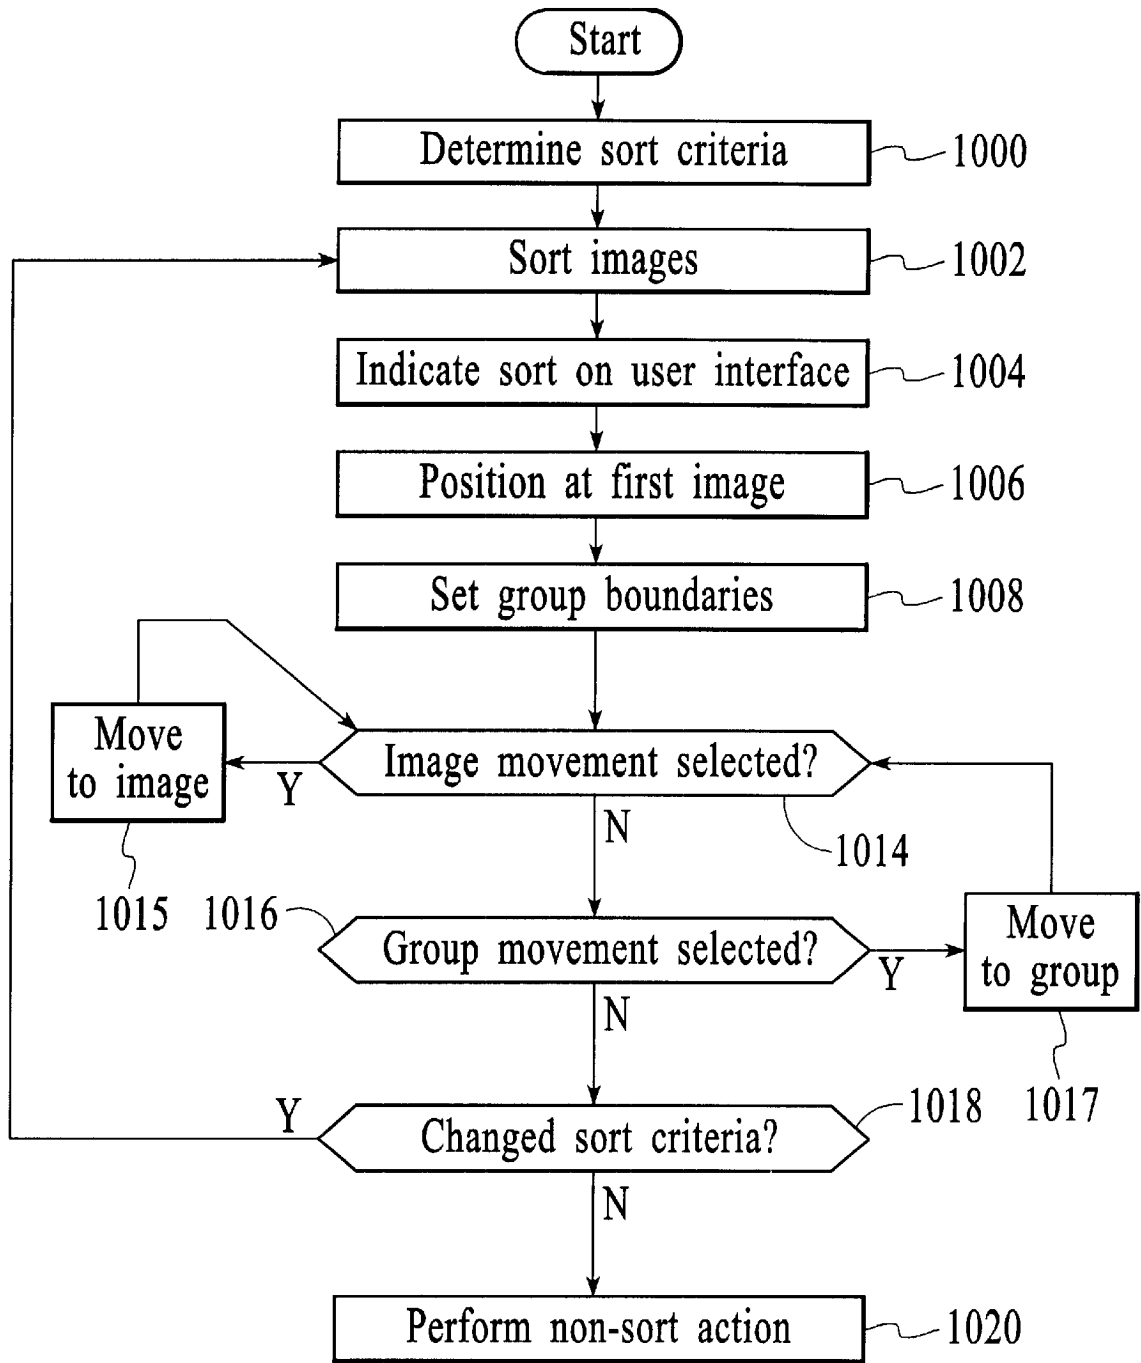 Start
Determine sort criteria
1000
Sort images
1002
Indicate sort on user interface
1004
Position at first image
1006
Set group boundaries
1008
Move
to image
Y
Image movement selected?
N
1014
1015
1016
Group movement selected?
Y
Move
to group
N
1017
Y
Changed sort criteria?
1018
N
Perform non-sort action
1020